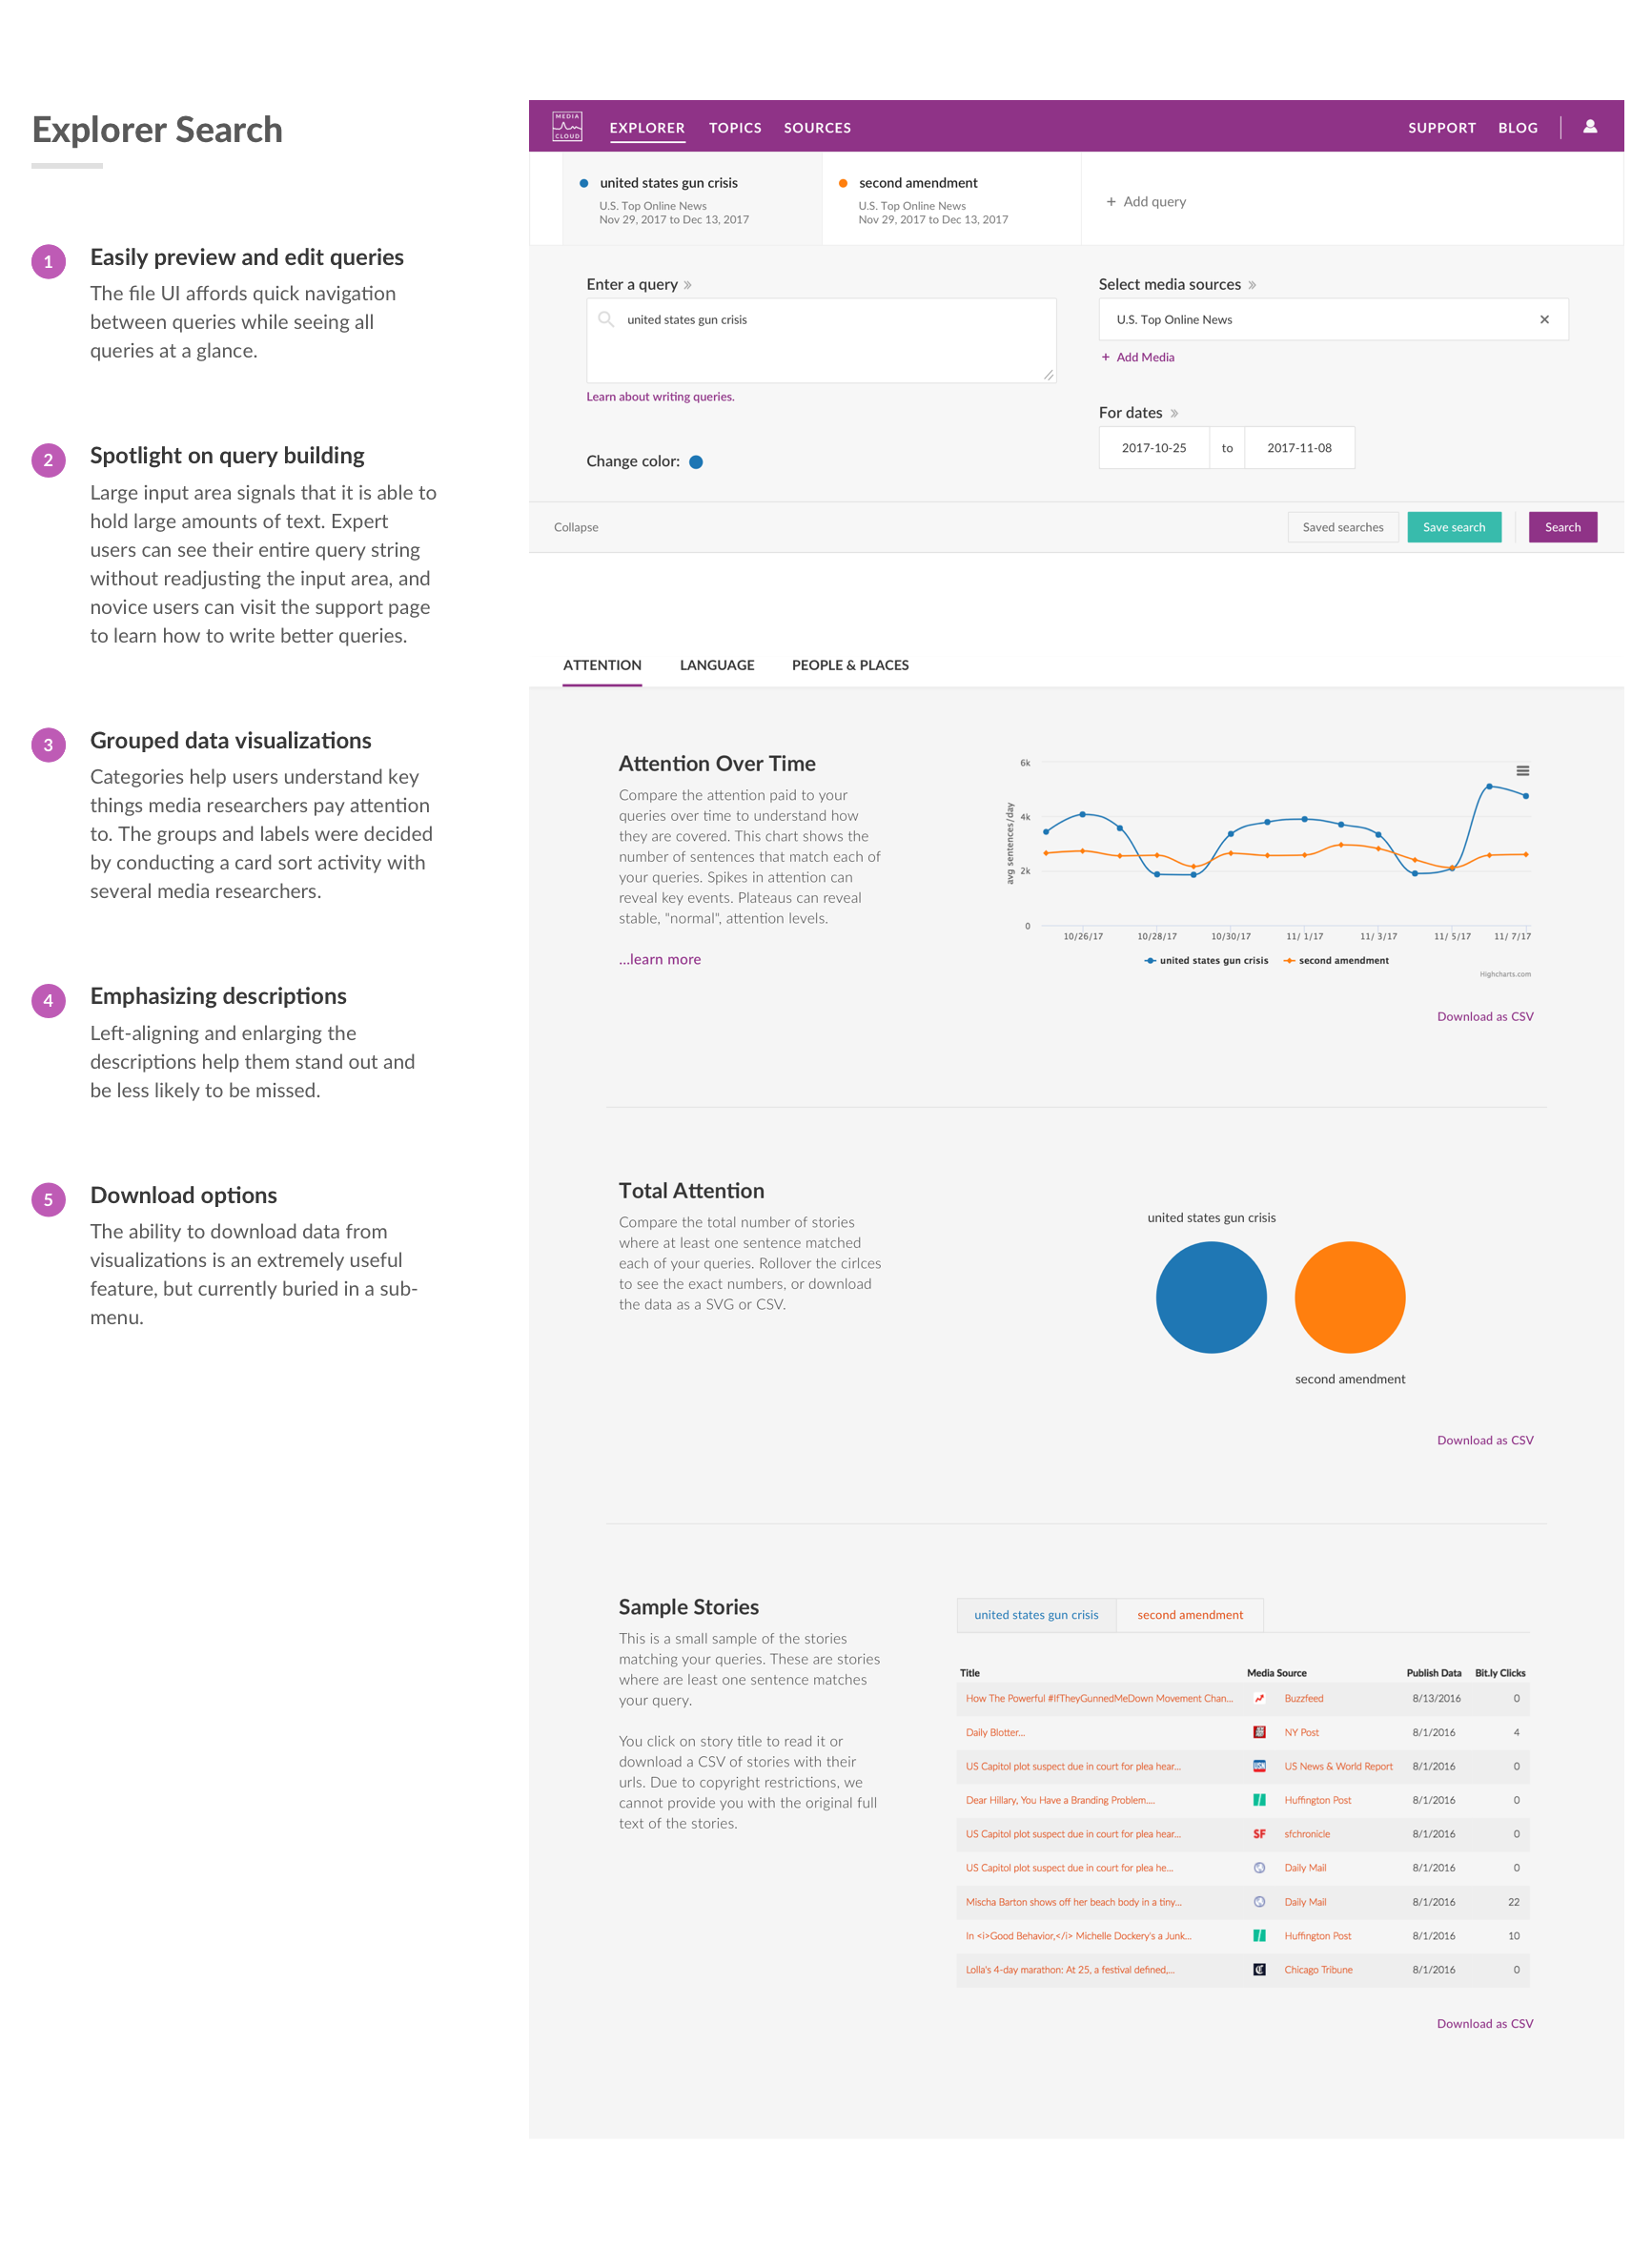 Explorer Search
1
Easily preview and edit queries
The file UI affords quick navigation
between queries while seeing all
queries at a glance.
2
Spotlight on query building
Large input area signals that it is able to
hold large amounts of text. Expert
users can see their entire query string
without readjusting the input area, and
novice users can visit the support page
to learn how to write better queries.
3
Grouped data visualizations
Categories help users understand key
things media researchers pay attention
to. The groups and labels were decided
by conducting a card sort activity with
several media researchers.
4
Emphasizing descriptions
Left-aligning and enlarging the
descriptions help them stand out and
be less likely to be missed.
5
Download options
The ability to download data from
visualizations is an extremely useful
feature, but currently buried in a sub-
menu.
MEDIA
CLOUD
EXPLORER TOPICS SOURCES SUPPORT BLOG
united states gun crisis
U.S. Top Online News
Nov 29, 2017 to Dec 13, 2017
second amendment
U.S. Top Online News
Nov 29, 2017 to Dec 13, 2017
+ Add query
Enter a query »
united states gun crisis
Learn about writing queries.
Change color:
Select media sources »
U.S. Top Online News ×
+ Add Media
For dates »
2017-10-25 to 2017-11-08
Collapse Saved searches Save search Search
ATTENTION LANGUAGE PEOPLE & PLACES
Attention Over Time
Compare the attention paid to your
queries over time to understand how
they are covered. This chart shows the
number of sentences that match each of
your queries. Spikes in attention can
reveal key events. Plateaus can reveal
stable, "normal", attention levels.
...learn more
avg sentences/day
6k
4k
2k
0
10/26/17 10/28/17 10/30/17 11/ 1/17 11/ 3/17 11/ 5/17 11/ 7/17
united states gun crisis second amendment
Highcharts.com
Download as CSV
Total Attention
Compare the total number of stories
where at least one sentence matched
each of your queries. Rollover the cirlces
to see the exact numbers, or download
the data as a SVG or CSV.
united states gun crisis
second amendment
Download as CSV
Sample Stories
This is a small sample of the stories
matching your queries. These are stories
where are least one sentence matches
your query.
You click on story title to read it or
download a CSV of stories with their
urls. Due to copyright restrictions, we
cannot provide you with the original full
text of the stories.
united states gun crisis second amendment
Title Media Source Publish Data Bit.ly Clicks
How The Powerful #IfTheyGunnedMeDown Movement Chan... Buzzfeed 8/13/2016 0
Daily Blotter... NY Post 8/1/2016 4
US Capitol plot suspect due in court for plea hear... US News & World Report 8/1/2016 0
Dear Hillary, You Have a Branding Problem.... Huffington Post 8/1/2016 0
US Capitol plot suspect due in court for plea hear... SF sfchronicle 8/1/2016 0
US Capitol plot suspect due in court for plea he... Daily Mail 8/1/2016 0
Mischa Barton shows off her beach body in a tiny... Daily Mail 8/1/2016 22
In <i>Good Behavior,</i> Michelle Dockery's a Junk... Huffington Post 8/1/2016 10
Lolla's 4-day marathon: At 25, a festival defined,... Chicago Tribune 8/1/2016 0
Download as CSV